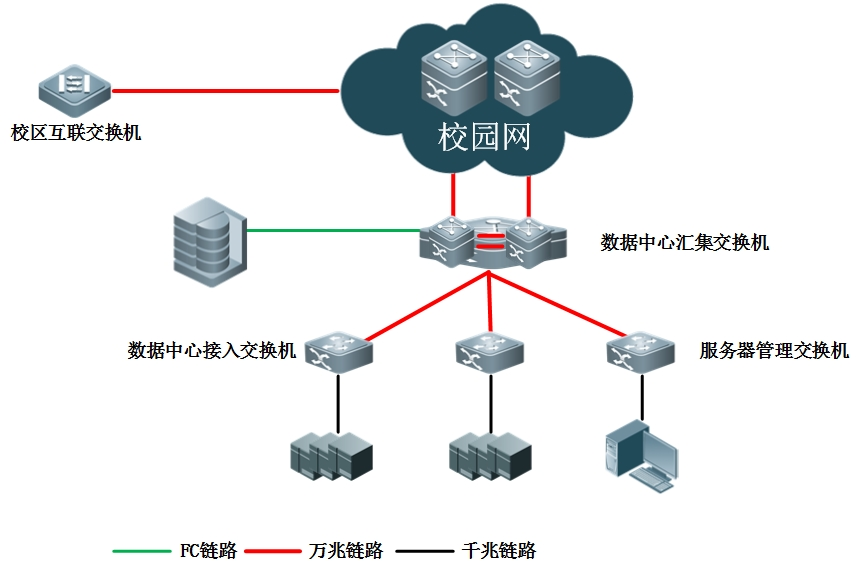 校园网
校区互联交换机
数据中心汇集交换机
数据中心接入交换机
服务器管理交换机
FC链路
万兆链路
千兆链路